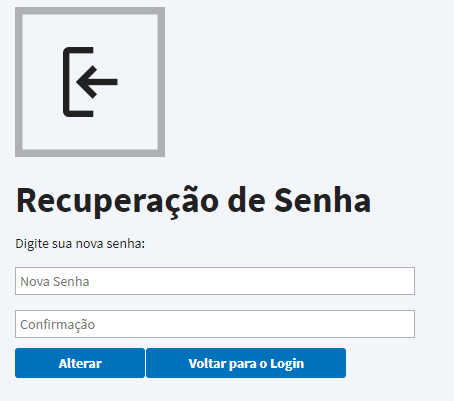 Recuperação de Senha
Digite sua nova senha:
Nova Senha
Confirmação
Alterar
Voltar para o Login